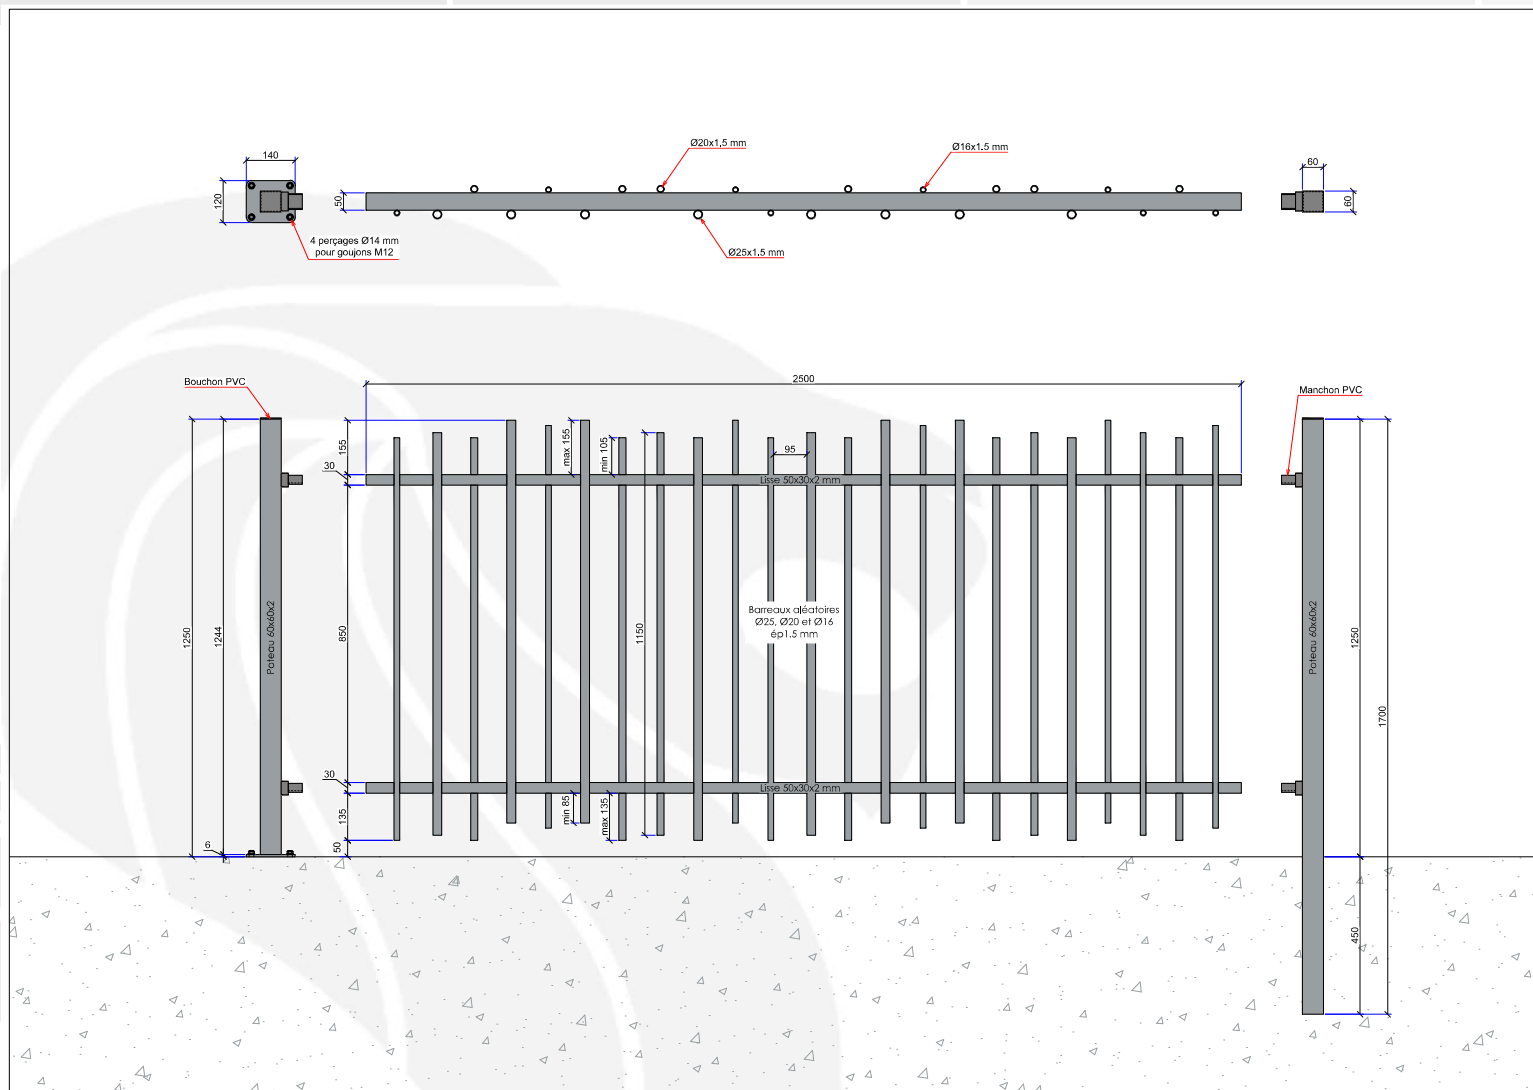 140
120
4 perçages Ø14 mm
pour goujons M12
50
Ø20x1,5 mm
Ø16x1.5 mm
Ø25x1.5 mm
60
60
Bouchon PVC
2500
Manchon PVC
155
30
max 155
min 105
95
Lisse 50x30x2 mm
1250
1244
Poteau 60x60x2
850
1150
Barreaux aléatoires
Ø25, Ø20 et Ø16
ép1.5 mm
Poteau 60x60x2
1250
1700
30
Lisse 50x30x2 mm
135
min 85
max 135
6
50
450